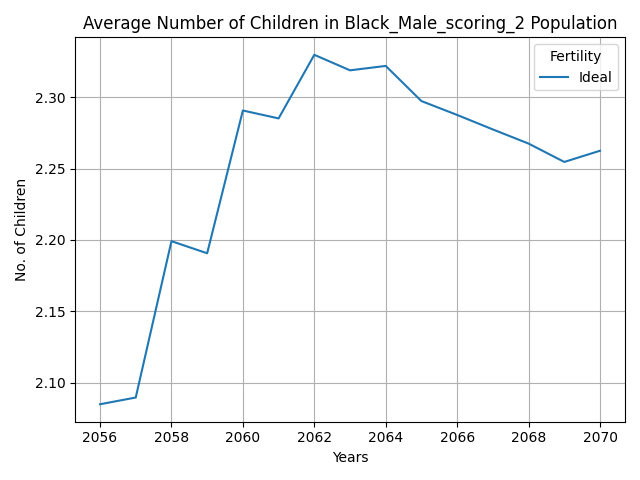 Average Number of Children in Black_Male_scoring_2 Population
Fertility
Ideal
No. of Children
2.30
2.25
2.20
2.15
2.10
2056 2058 2060 2062 2064 2066 2068 2070
Years